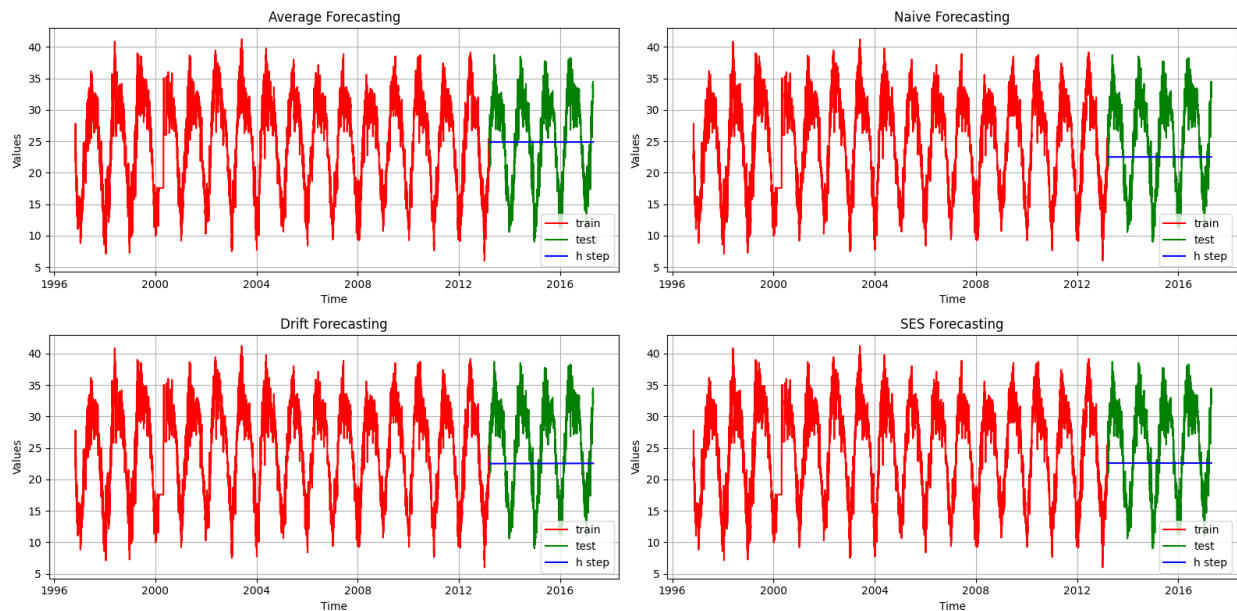 Average Forecasting
Values
40
35
30
25
20
15
10
5
1996 2000 2004 2008 2012 2016
Time
train
test
h step
Naive Forecasting
Values
40
35
30
25
20
15
10
5
1996 2000 2004 2008 2012 2016
Time
train
test
h step
Drift Forecasting
Values
40
35
30
25
20
15
10
5
1996 2000 2004 2008 2012 2016
Time
train
test
h step
SES Forecasting
Values
40
35
30
25
20
15
10
5
1996 2000 2004 2008 2012 2016
Time
train
test
h step